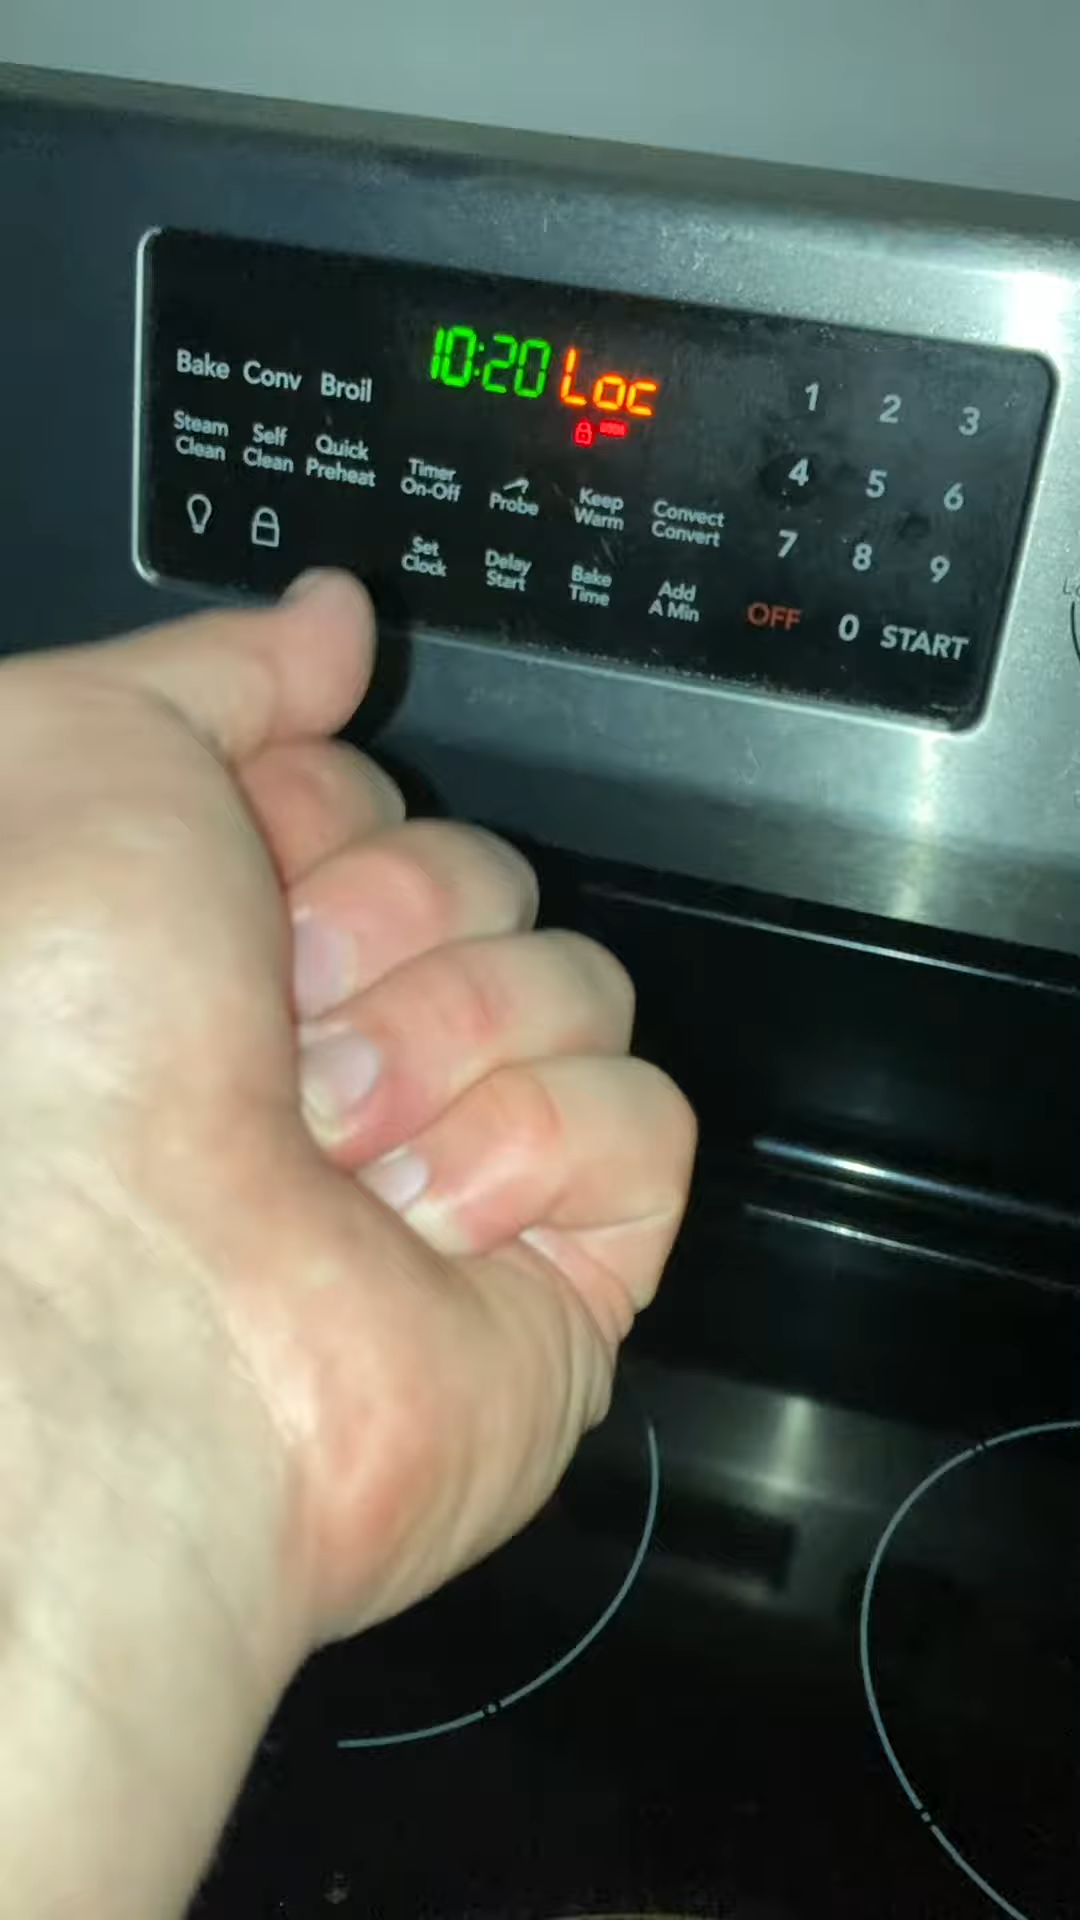 10:20 Loc
DOOR
Bake Conv Broil
Steam Clean
Self Clean
Quick Preheat
Timer On-Off
Probe
Keep Warm
Convect Convert
Set Clock
Delay Start
Bake Time
Add A Min
1 2 3
4 5 6
7 8 9
OFF 0 START